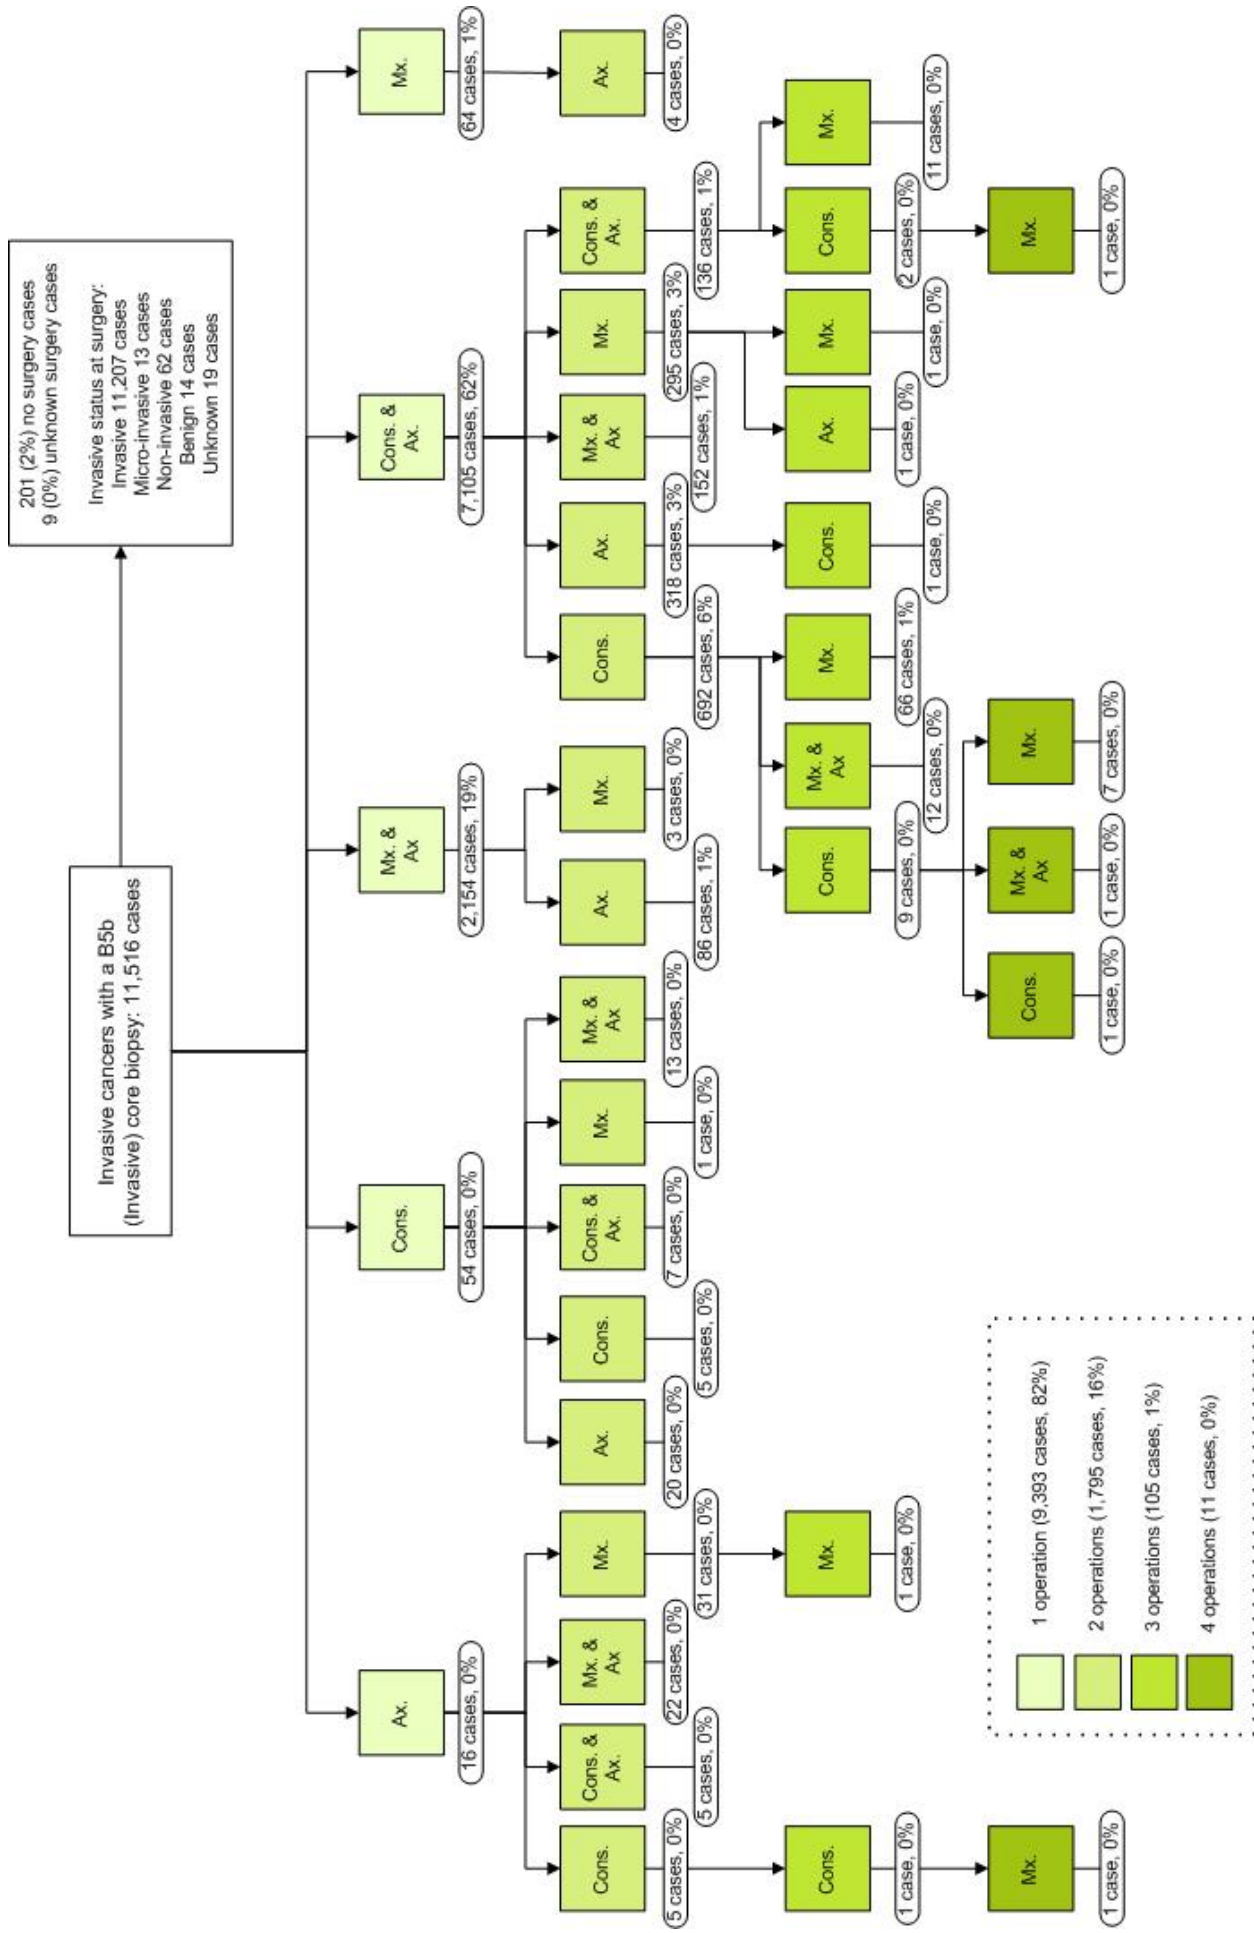 201 (2%) no surgery cases
9 (0%) unknown surgery cases
Invasive status at surgery:
Invasive 11,207 cases
Micro-invasive 13 cases
Non-invasive 62 cases
Benign 14 cases
Unknown 19 cases
Invasive cancers with a B5b
(Invasive) core biopsy: 11,516 cases
Ax.
16 cases, 0%
Cons.
54 cases, 0%
Mx. &
Ax
2,154 cases, 19%
Cons. &
Ax.
7,105 cases, 62%
Mx.
64 cases, 1%
Cons.
5 cases, 0%
Cons. &
Ax.
5 cases, 0%
Mx. &
Ax
22 cases, 0%
Mx.
31 cases, 0%
Ax.
20 cases, 0%
Cons.
5 cases, 0%
Cons. &
Ax.
7 cases, 0%
Mx.
1 case, 0%
Mx. &
Ax
13 cases, 0%
Ax.
86 cases, 1%
Mx.
3 cases, 0%
Cons.
692 cases, 6%
Ax.
318 cases, 3%
Mx. &
Ax
152 cases, 1%
Mx.
295 cases, 3%
Cons. &
Ax.
136 cases, 1%
Ax.
4 cases, 0%
Cons.
1 case, 0%
Mx.
1 case, 0%
Cons.
9 cases, 0%
Mx. &
Ax
12 cases, 0%
Mx.
66 cases, 1%
Cons.
1 case, 0%
Ax.
1 case, 0%
Mx.
1 case, 0%
Cons.
2 cases, 0%
Mx.
11 cases, 0%
Mx.
1 case, 0%
Cons.
1 case, 0%
Mx. &
Ax
1 case, 0%
Mx.
7 cases, 0%
Mx.
1 case, 0%
1 operation (9,393 cases, 82%)
2 operations (1,795 cases, 16%)
3 operations (105 cases, 1%)
4 operations (11 cases, 0%)